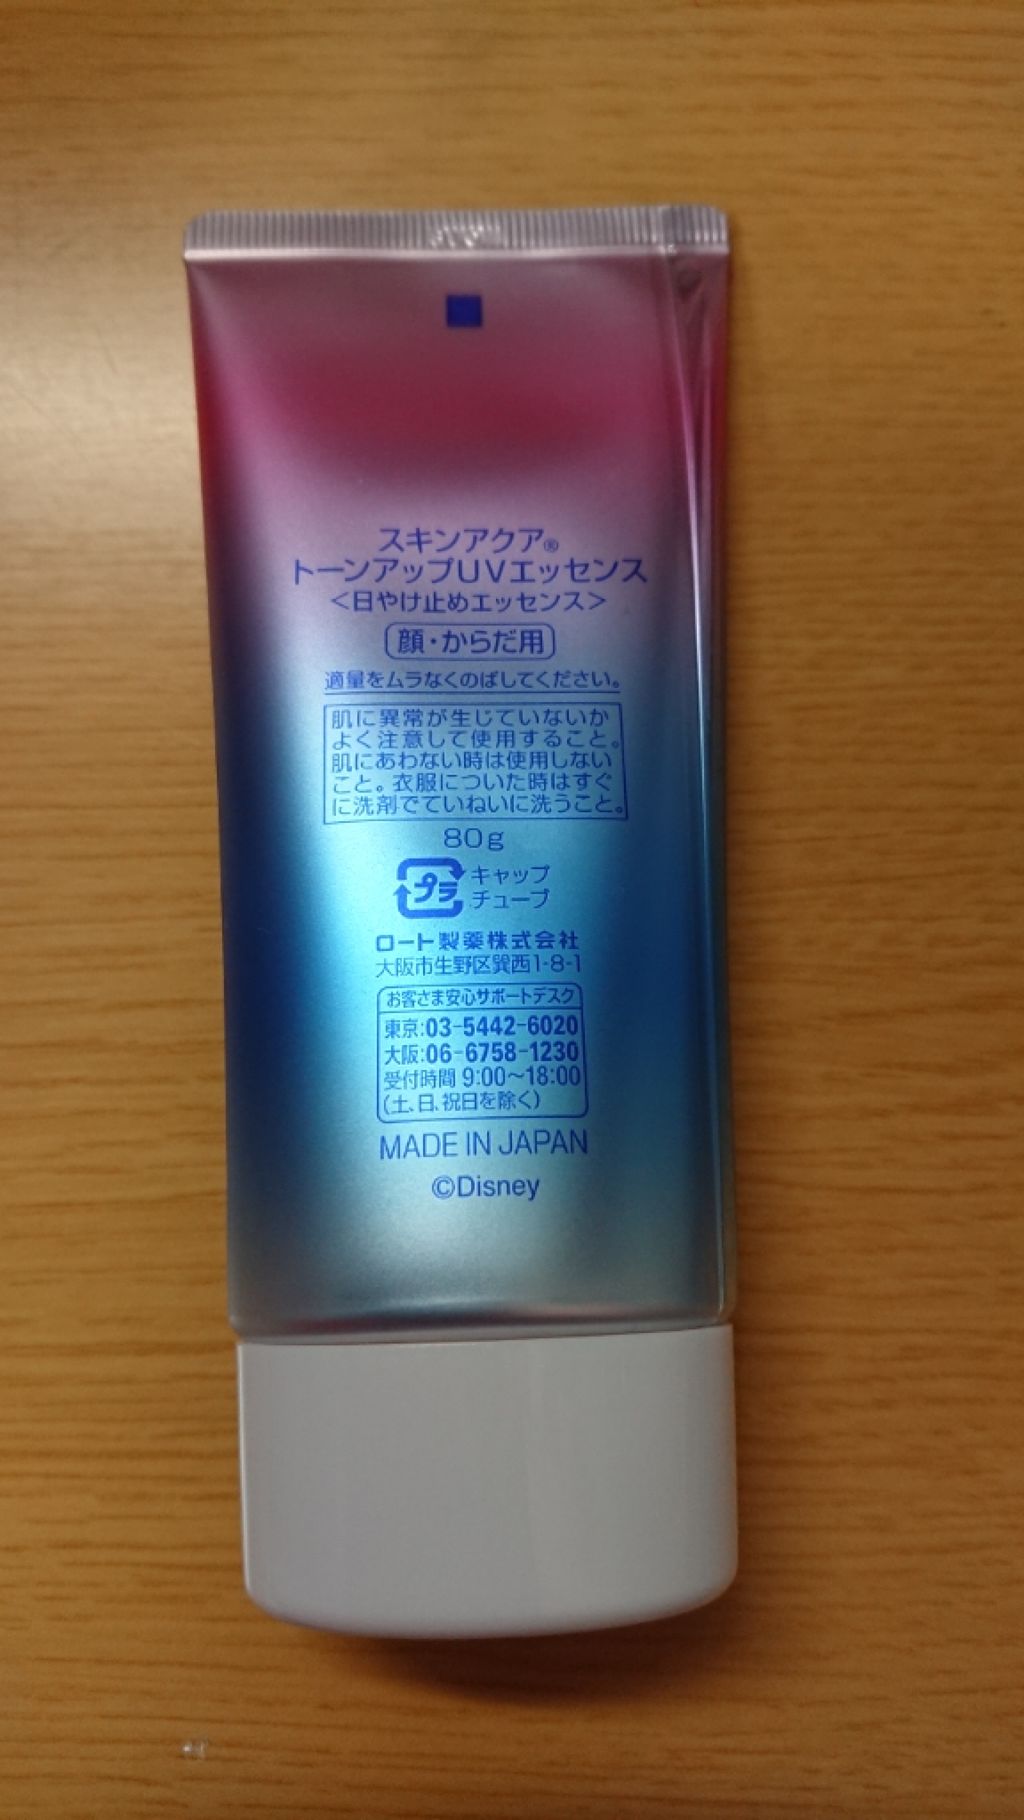 スキンアクア®
トーンアップUVエッセンス
＜日やけ止めエッセンス＞
顔・からだ用
適量をムラなくのばしてください。
肌に異常が生じていないか
よく注意して使用すること。
肌にあわない時は使用しない
こと。衣服についた時はすぐ
に洗剤でていねいに洗うこと。
80g
プラ キャップ
チューブ
ロート製薬株式会社
大阪市生野区巽西1-8-1
お客さま安心サポートデスク
東京:03-5442-6020
大阪:06-6758-1230
受付時間 9:00〜18:00
(土、日、祝日を除く)
MADE IN JAPAN
©Disney